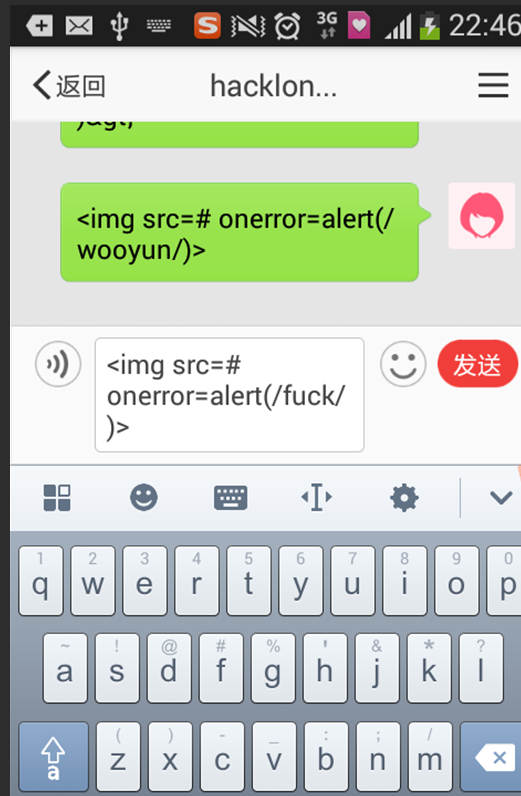 3G 22:46
返回 hacklon...
<img src=# onerror=alert(/
wooyun/)>
<img src=#
onerror=alert(/fuck/
)>
发送
1 2 3 4 5 6 7 8 9 0
q w e r t y u i o p
~ ! @ # % ' & * ?
a s d f g h j k l
( ) - _ : ; /
a z x c v b n m